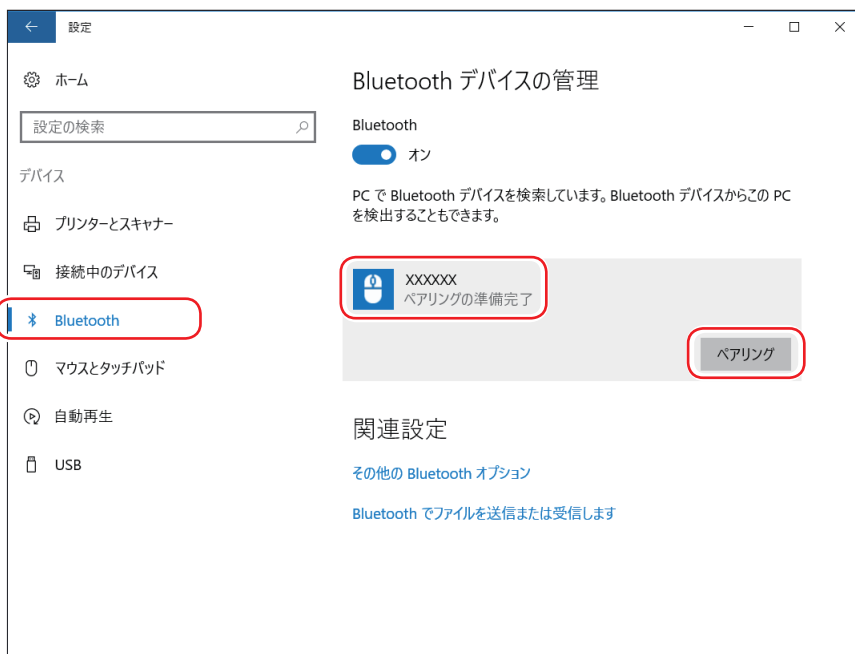 設定
ホーム
設定の検索
デバイス
プリンターとスキャナー
接続中のデバイス
Bluetooth
マウスとタッチパッド
自動再生
USB
Bluetooth デバイスの管理
Bluetooth
オン
PC で Bluetooth デバイスを検索しています。Bluetooth デバイスからこの PC
を検出することもできます。
XXXXXX
ペアリングの準備完了
ペアリング
関連設定
その他の Bluetooth オプション
Bluetooth でファイルを送信または受信します